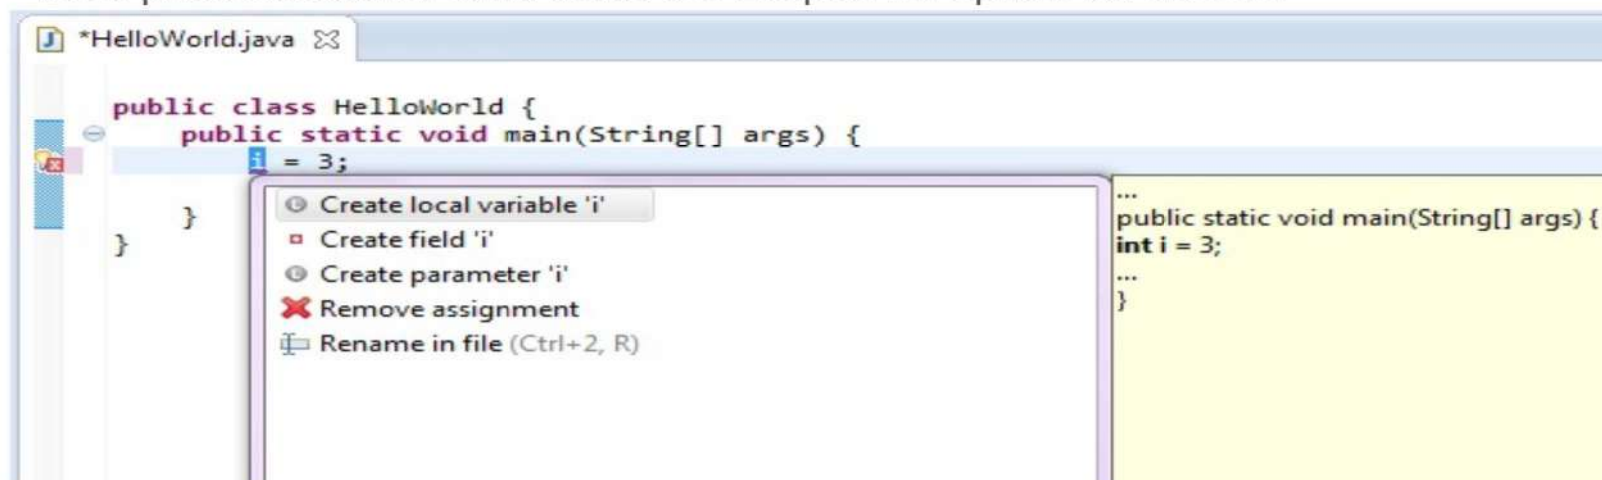 *HelloWorld.java
public class HelloWorld {
public static void main(String[] args) {
i = 3;
}
}
Create local variable 'i'
Create field 'i'
Create parameter 'i'
Remove assignment
Rename in file (Ctrl+2, R)
...
public static void main(String[] args) {
int i = 3;
...
}